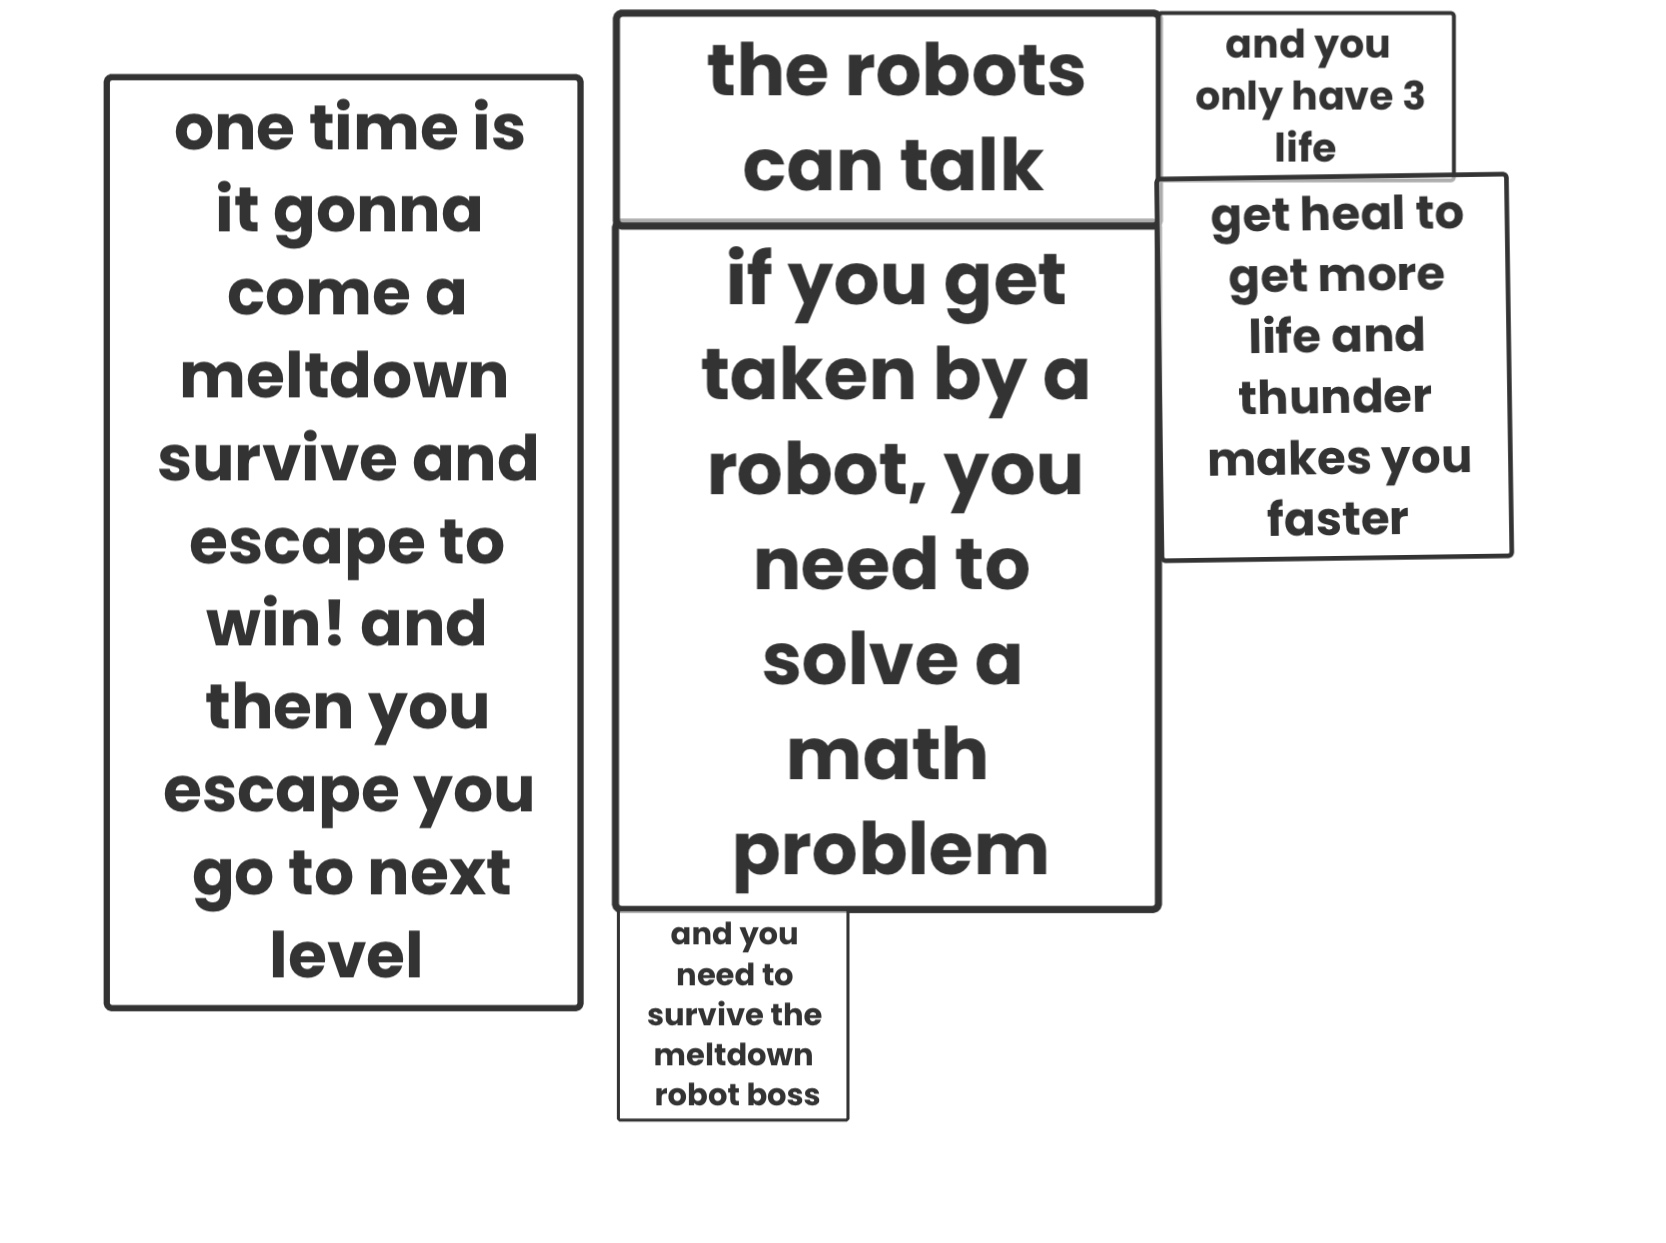 one time is
it gonna
come a
meltdown
survive and
escape to
win! and
then you
escape you
go to next
level
the robots
can talk
if you get
taken by a
robot, you
need to
solve a
math
problem
and you
need to
survive the
meltdown
robot boss
and you
only have 3
life
get heal to
get more
life and
thunder
makes you
faster